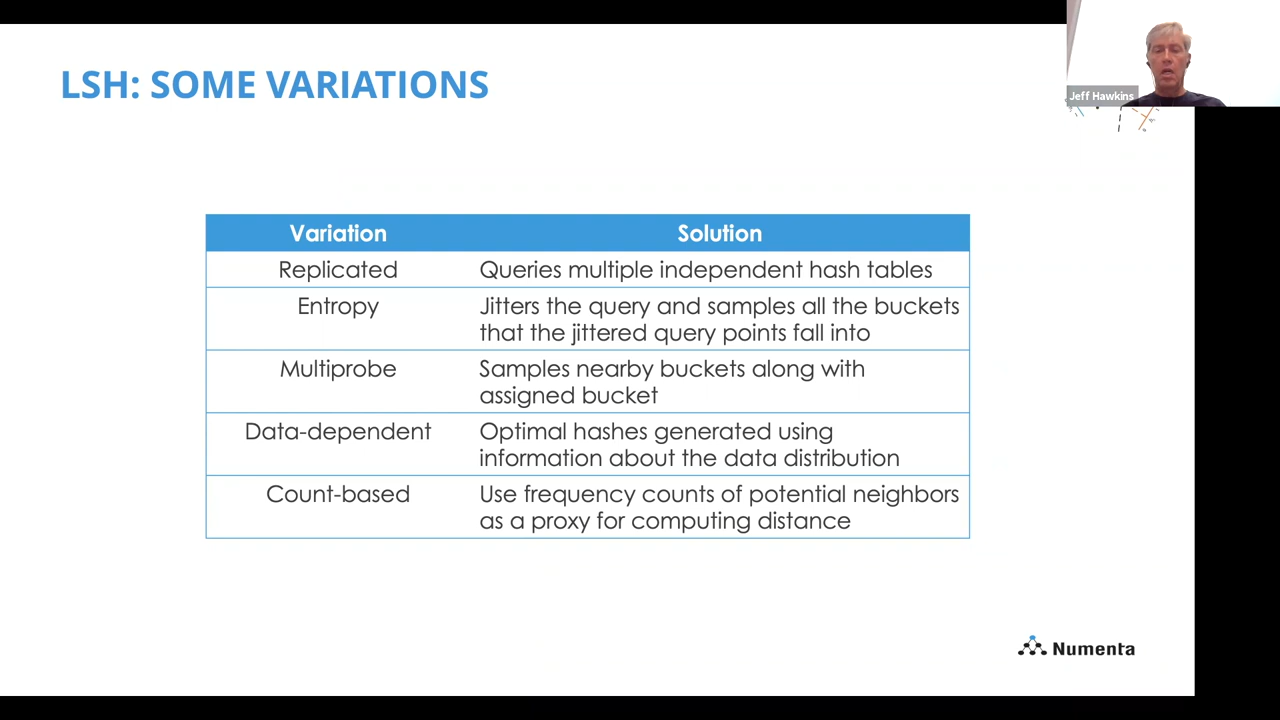 LSH: SOME VARIATIONS
Jeff Hawkins
Variation Solution
Replicated Queries multiple independent hash tables
Entropy Jitters the query and samples all the buckets
that the jittered query points fall into
Multiprobe Samples nearby buckets along with
assigned bucket
Data-dependent Optimal hashes generated using
information about the data distribution
Count-based Use frequency counts of potential neighbors
as a proxy for computing distance
Numenta